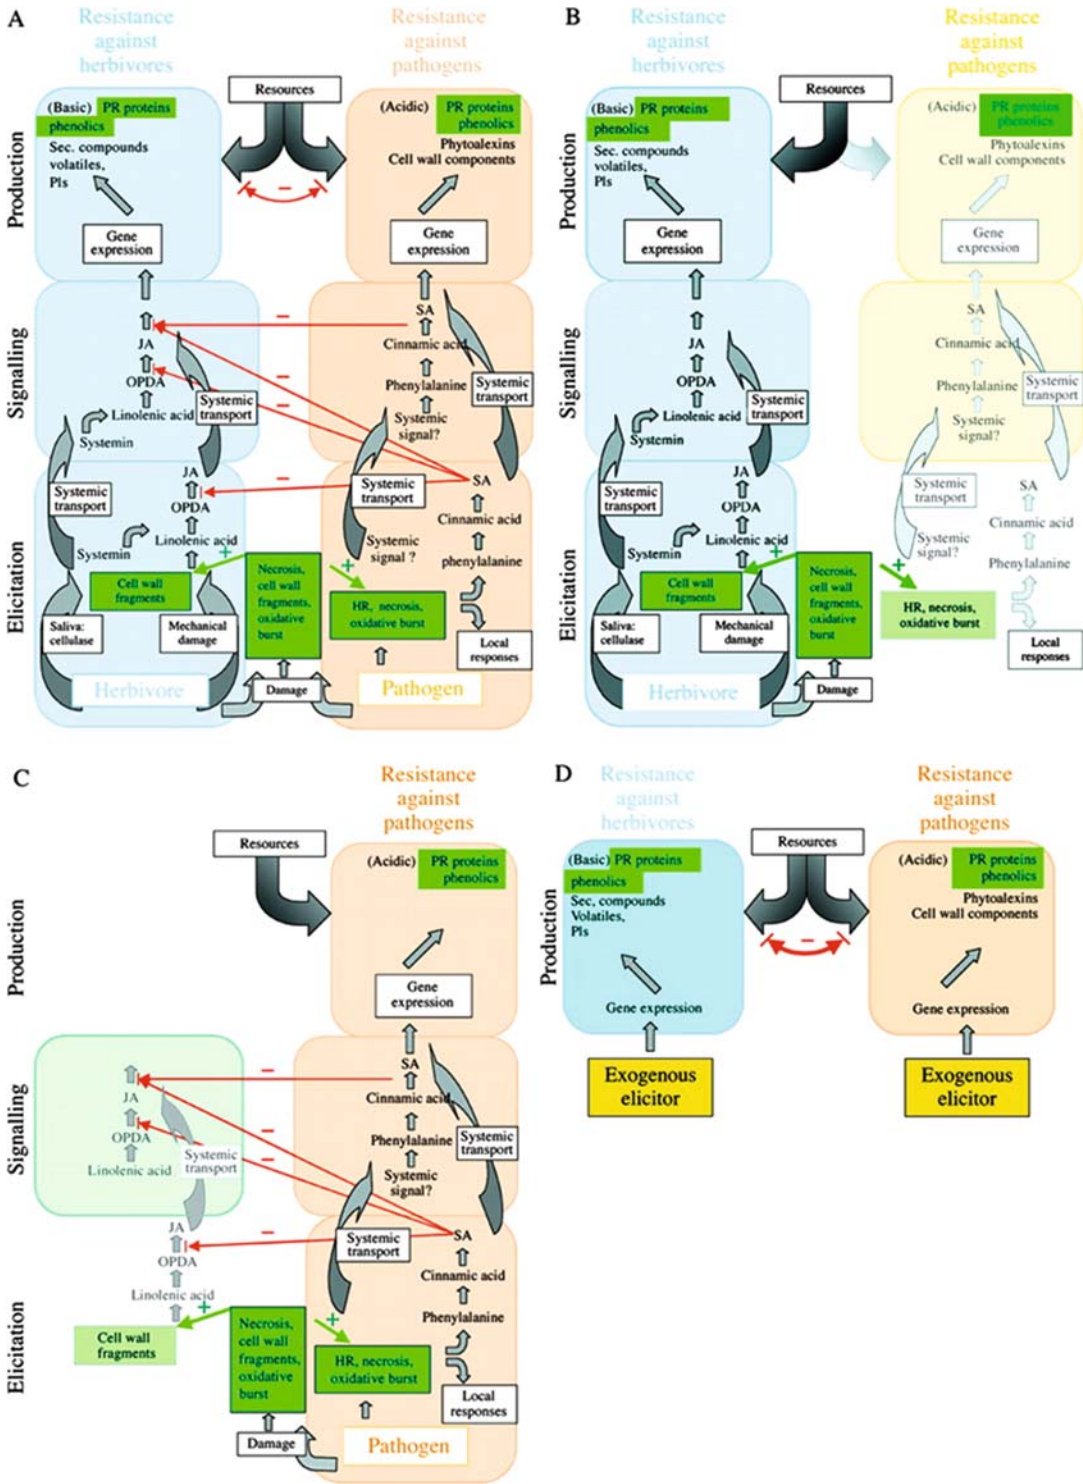 A
Resistance
against
herbivores
Resistance
against
pathogens
Production
Signalling
Elicitation
Resources
(Basic) PR proteins
phenolics
Sec. compounds
volatiles,
PIs
Gene
expression
(Acidic) PR proteins
phenolics
Phytoalexins
Cell wall components
Gene
expression
–
–
–
–
JA
OPDA
Linolenic acid
Systemin
Systemic
transport
SA
Cinnamic acid
Phenylalanine
Systemic
signal?
Systemic
transport
JA
OPDA
Linolenic acid
Systemin
Systemic
transport
Cell wall
fragments
Saliva:
cellulase
Mechanical
damage
Herbivore
+
+
Necrosis,
cell wall
fragments,
oxidative
burst
Damage
Systemic
transport
Systemic
signal ?
SA
Cinnamic acid
phenylalanine
HR, necrosis,
oxidative burst
Local
responses
Pathogen
B
Resistance
against
herbivores
Resistance
against
pathogens
Production
Signalling
Elicitation
Resources
(Basic) PR proteins
phenolics
Sec. compounds
volatiles,
PIs
Gene
expression
(Acidic) PR proteins
phenolics
Phytoalexins
Cell wall components
Gene
expression
JA
OPDA
Linolenic acid
Systemin
Systemic
transport
SA
Cinnamic acid
Phenylalanine
Systemic
signal?
Systemic
transport
JA
OPDA
Linolenic acid
Systemin
Systemic
transport
Cell wall
fragments
Saliva:
cellulase
Mechanical
damage
Herbivore
+
+
Necrosis,
cell wall
fragments,
oxidative
burst
Damage
Systemic
transport
Systemic
signal?
SA
Cinnamic acid
Phenylalanine
HR, necrosis,
oxidative burst
Local
responses
C
Resistance
against
pathogens
Production
Signalling
Elicitation
Resources
(Acidic) PR proteins
phenolics
Gene
expression
–
–
–
–
JA
OPDA
Linolenic acid
Systemic
transport
SA
Cinnamic acid
Phenylalanine
Systemic
signal?
Systemic
transport
JA
OPDA
Linolenic acid
Cell wall
fragments
+
+
Necrosis,
cell wall
fragments,
oxidative
burst
Damage
Systemic
transport
SA
Cinnamic acid
Phenylalanine
HR, necrosis,
oxidative burst
Local
responses
Pathogen
D
Resistance
against
herbivores
Resistance
against
pathogens
Production
Resources
(Basic) PR proteins
phenolics
Sec, compounds
Volatiles,
PIs
Gene expression
–
(Acidic) PR proteins
phenolics
Phytoalexins
Cell wall components
Gene expression
Exogenous
elicitor
Exogenous
elicitor